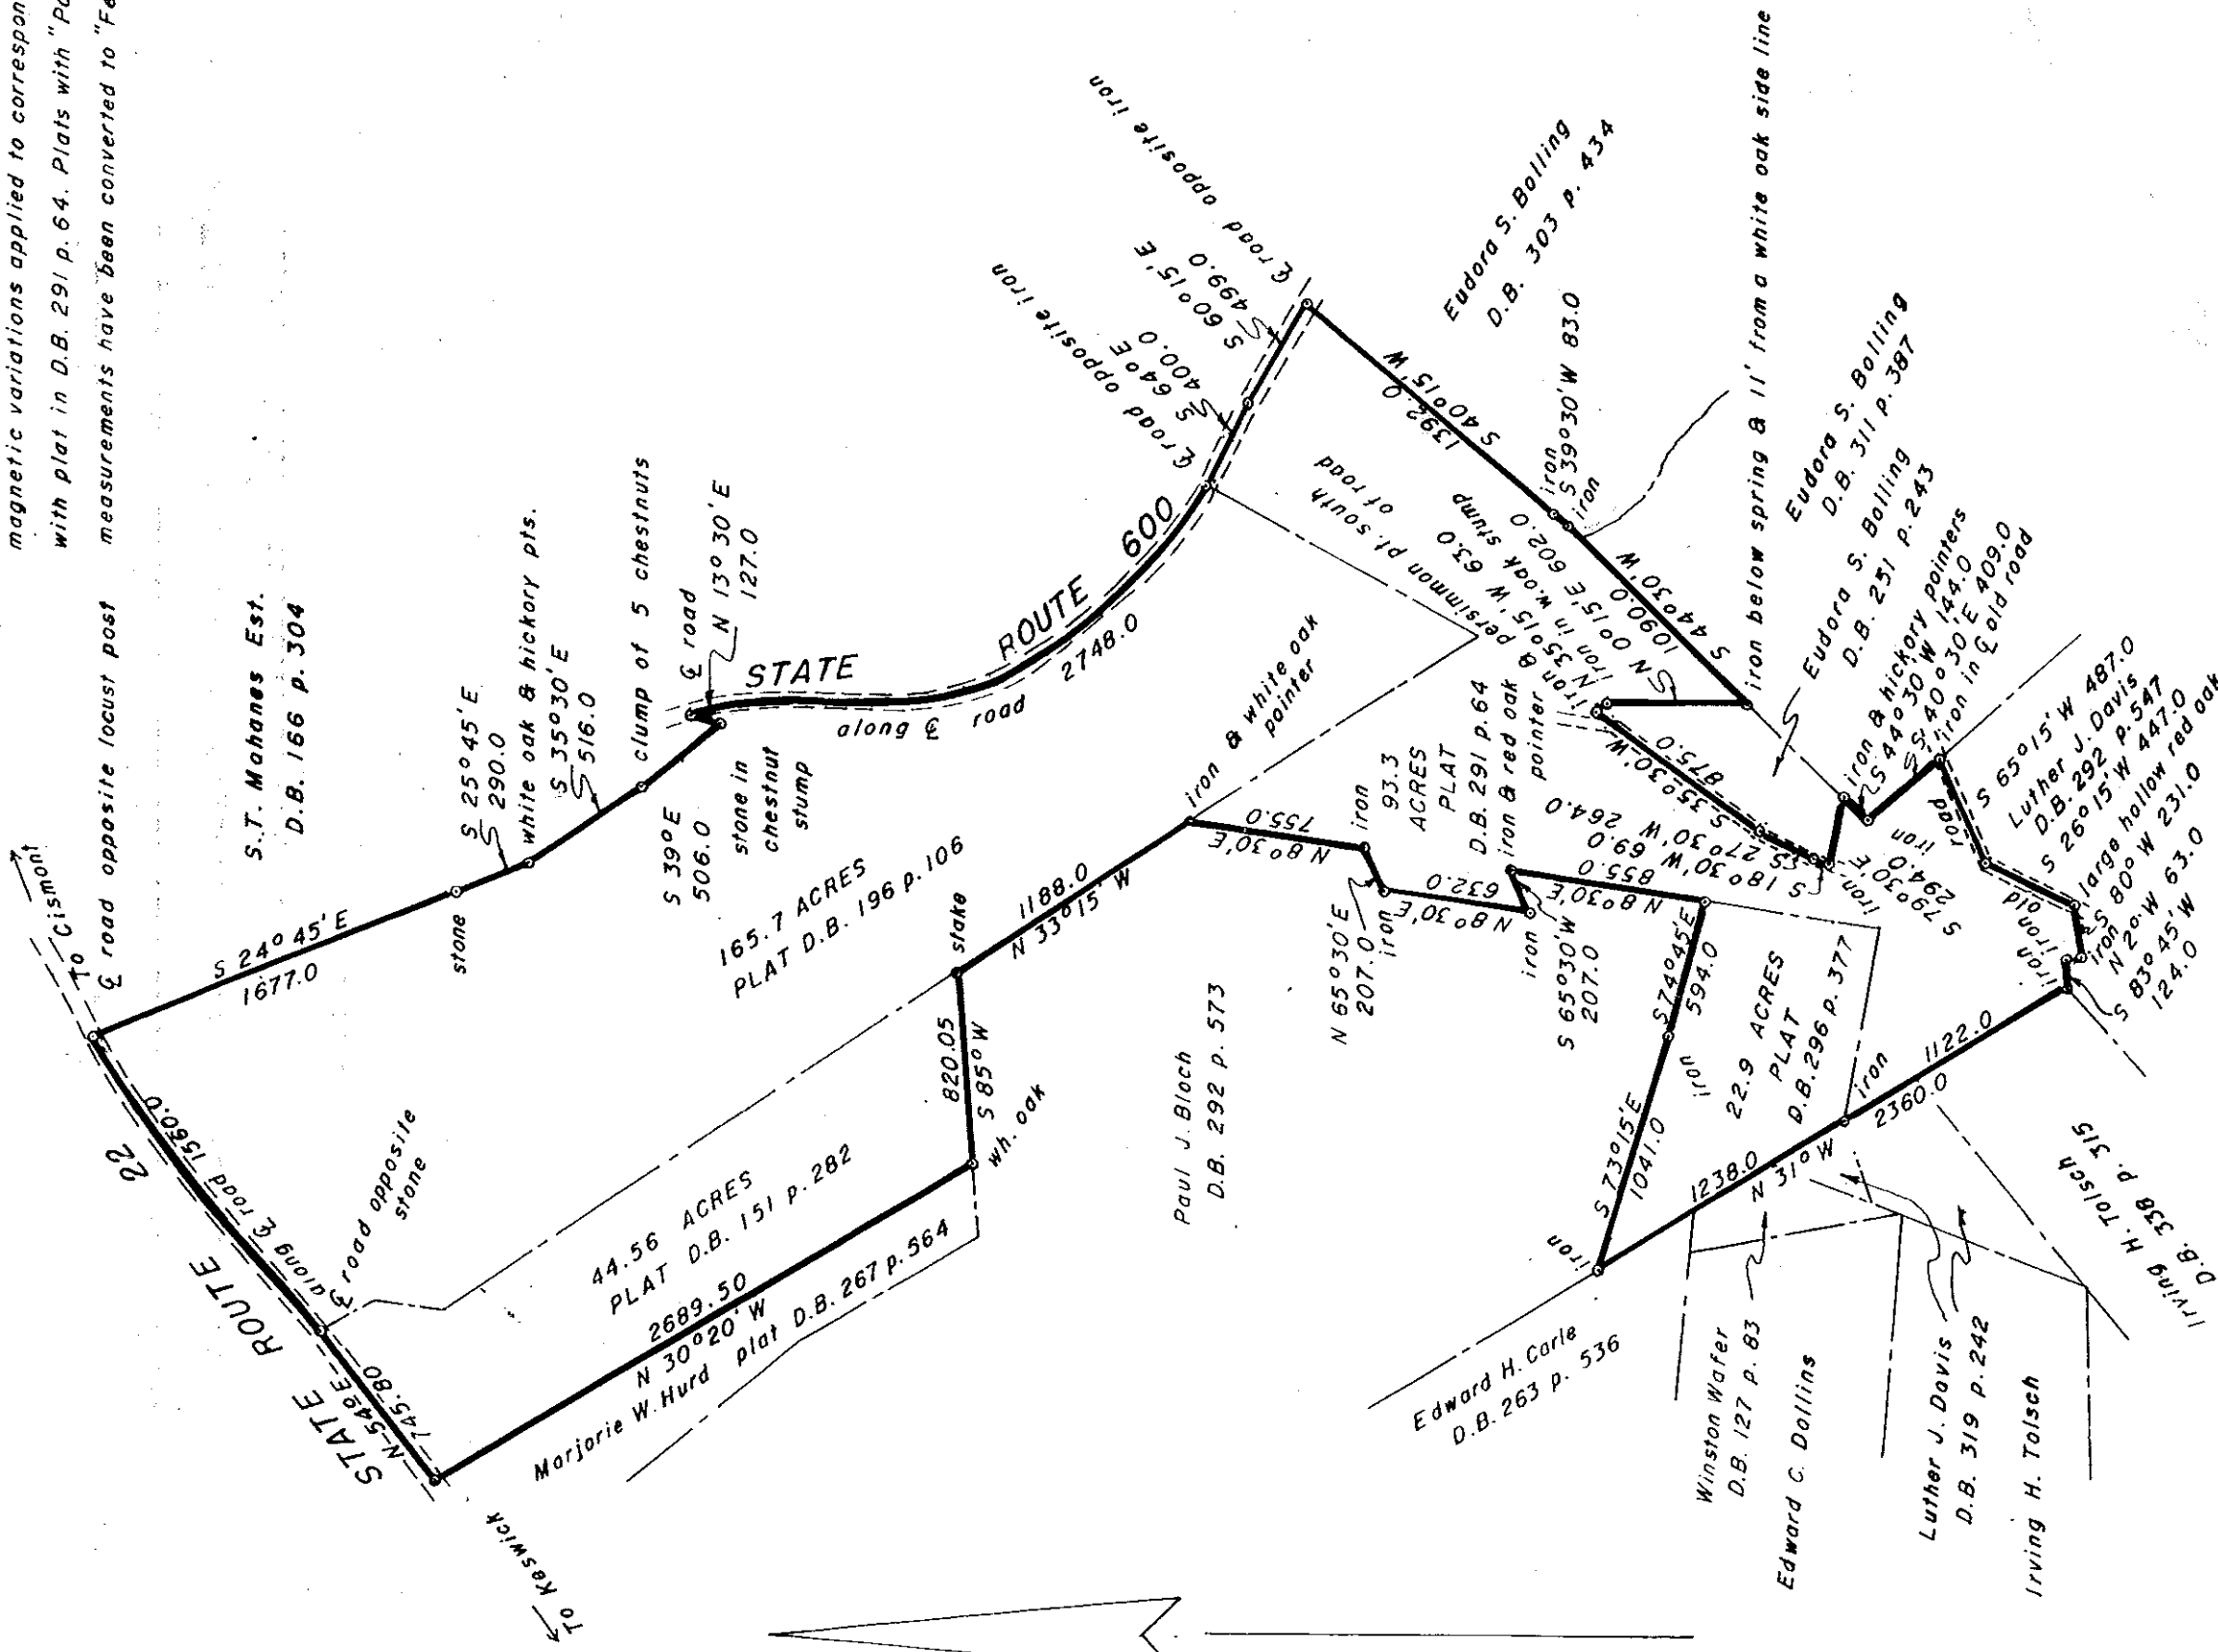 magnetic variations applied to correspon
with plat in D.B. 291 p. 64. Plats with "Po
measurements have been converted to "Fe
To Cismont
℄ road opposite locust post
S.T. Mahanes Est.
D.B. 166 p. 304
S 24° 45' E
1677.0
stone
S 25° 45' E
290.0
white oak & hickory pts.
S 35° 30' E
516.0
clump of 5 chestnuts
S 39° E
506.0
stone in
chestnut
stump
℄ road
N 13° 30' E
127.0
STATE ROUTE 600
along ℄ road
2748.0
℄ road opposite iron
S 64° E
400.0
℄ road opposite iron
S 60° 15' E
499.0
STATE ROUTE 22
along ℄ road 1560.0
℄ road opposite
stone
N 54° E
745.80
To Keswick
165.7 ACRES
PLAT D.B. 196 p. 106
44.56 ACRES
PLAT D.B. 151 p. 282
2689.50
N 30° 20' W
Marjorie W. Hurd plat D.B. 267 p. 564
stake
820.05
S 85° W
wh. oak
1188.0
N 33° 15' W
iron & white oak
pointer
Paul J. Bloch
D.B. 292 p. 573
755.0
N 8° 30' E
iron
N 65° 30' E
207.0
iron
632.0
N 8° 30' E
iron
S 65° 30' W
207.0
93.3
ACRES
PLAT
D.B. 291 p. 64
iron & red oak
pointer
855.0
N 8° 30' E
S 74° 45' E
594.0
iron
S 73° 15' E
1041.0
iron
22.9 ACRES
PLAT
D.B. 296 p. 377
iron
1238.0
N 31° W
1122.0
2360.0
Eudora S. Bolling
D.B. 303 p. 434
1392.0
S 40° 15' W
iron
S 39° 30' W 83.0
iron
1090.0
S 44° 30' W
iron below spring & 11' from a white oak side line
N 0° 15' E 602.0
iron in w. oak stump
N 35° 15' W 63.0
iron & persimmon pt. south
of road
S 35° 30' W
875.0
S 27° 30' W
264.0
S 18° 30' W 69.0
iron
S 79° 30' E
294.0
iron & hickory pointers
S 44° 30' W 144.0
iron
S 40° 30' E 409.0
iron in ℄ old road
Eudora S. Bolling
D.B. 311 p. 387
Eudora S. Bolling
D.B. 251 p. 243
S 65° 15' W 487.0
Luther J. Davis
D.B. 292 p. 547
S 26° 15' W 447.0
large hollow red oak
old road
S 80° W 231.0
iron
N 2° W 63.0
iron
S 83° 45' W
124.0
iron
Edward H. Carle
D.B. 263 p. 536
Winston Wafer
D.B. 127 p. 83
Edward C. Dollins
Luther J. Davis
D.B. 319 p. 242
Irving H. Tolsch
Irving H. Tolsch
D.B. 338 p. 315